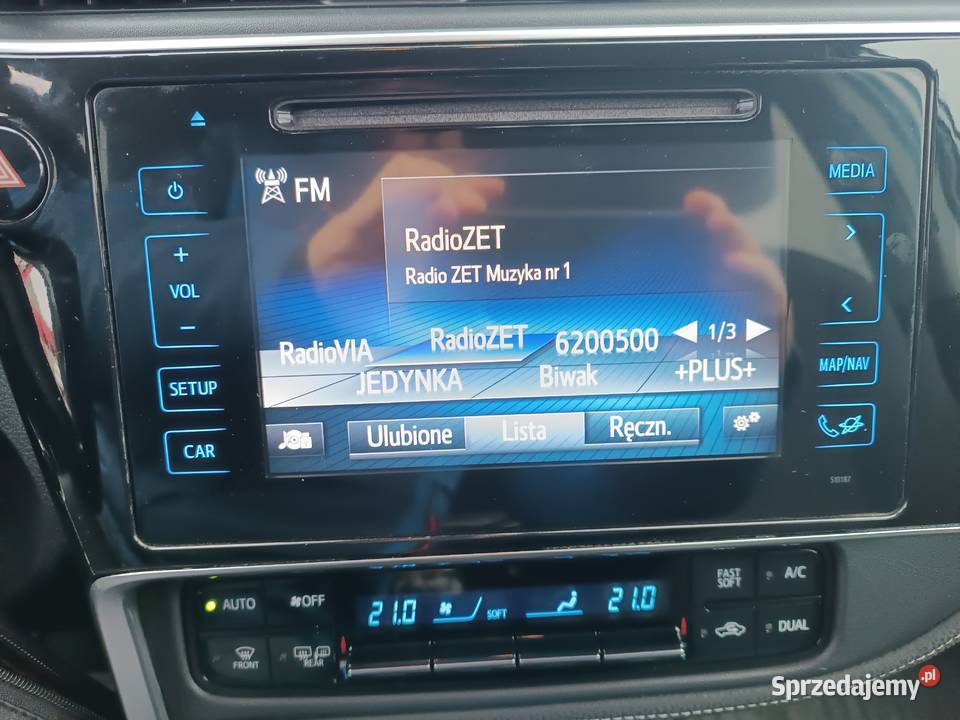 MEDIA
FM
+
VOL
−
RadioZET
Radio ZET Muzyka nr 1
RadioVIA RadioZET 6200500 1/3
JEDYNKA Biwak +PLUS+
SETUP
MAP/NAV
Ulubione Lista Ręczn.
CAR
510187
AUTO OFF
21.0 SOFT 21.0
FAST SOFT A/C
FRONT REAR
DUAL
Sprzedajemy.pl